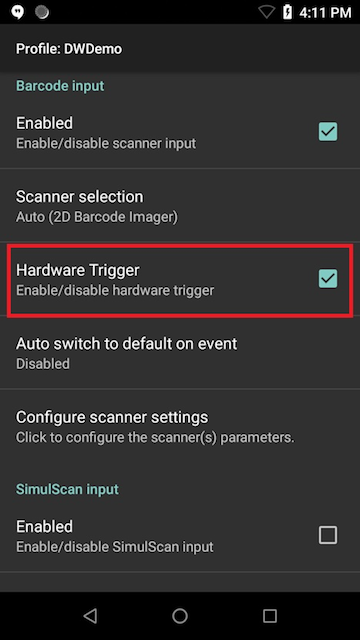 4:11 PM
Profile: DWDemo
Barcode input
Enabled
Enable/disable scanner input
Scanner selection
Auto (2D Barcode Imager)
Hardware Trigger
Enable/disable hardware trigger
Auto switch to default on event
Disabled
Configure scanner settings
Click to configure the scanner(s) parameters.
SimulScan input
Enabled
Enable/disable SimulScan input